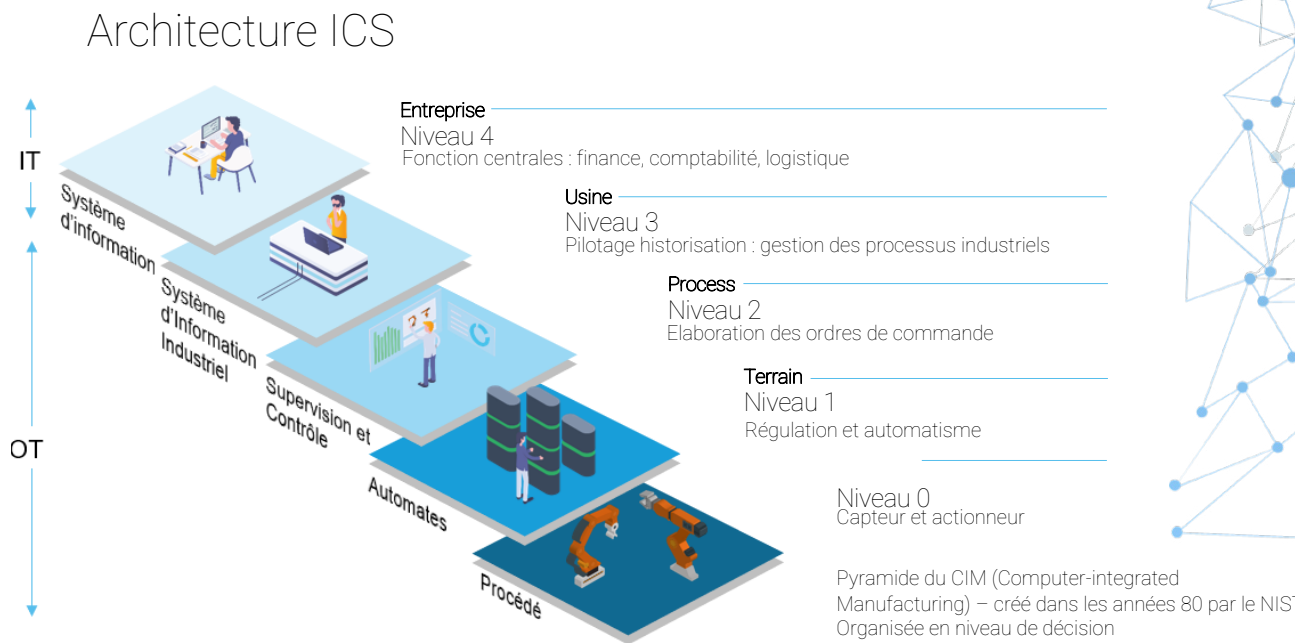 Architecture ICS
IT
OT
Système
d'information
Système
d'Information
Industriel
Supervision et
Contrôle
Automates
Procédé
Entreprise
Niveau 4
Fonction centrales : finance, comptabilité, logistique
Usine
Niveau 3
Pilotage historisation : gestion des processus industriels
Process
Niveau 2
Elaboration des ordres de commande
Terrain
Niveau 1
Régulation et automatisme
Niveau 0
Capteur et actionneur
Pyramide du CIM (Computer-integrated
Manufacturing) – créé dans les années 80 par le NIST
Organisée en niveau de décision